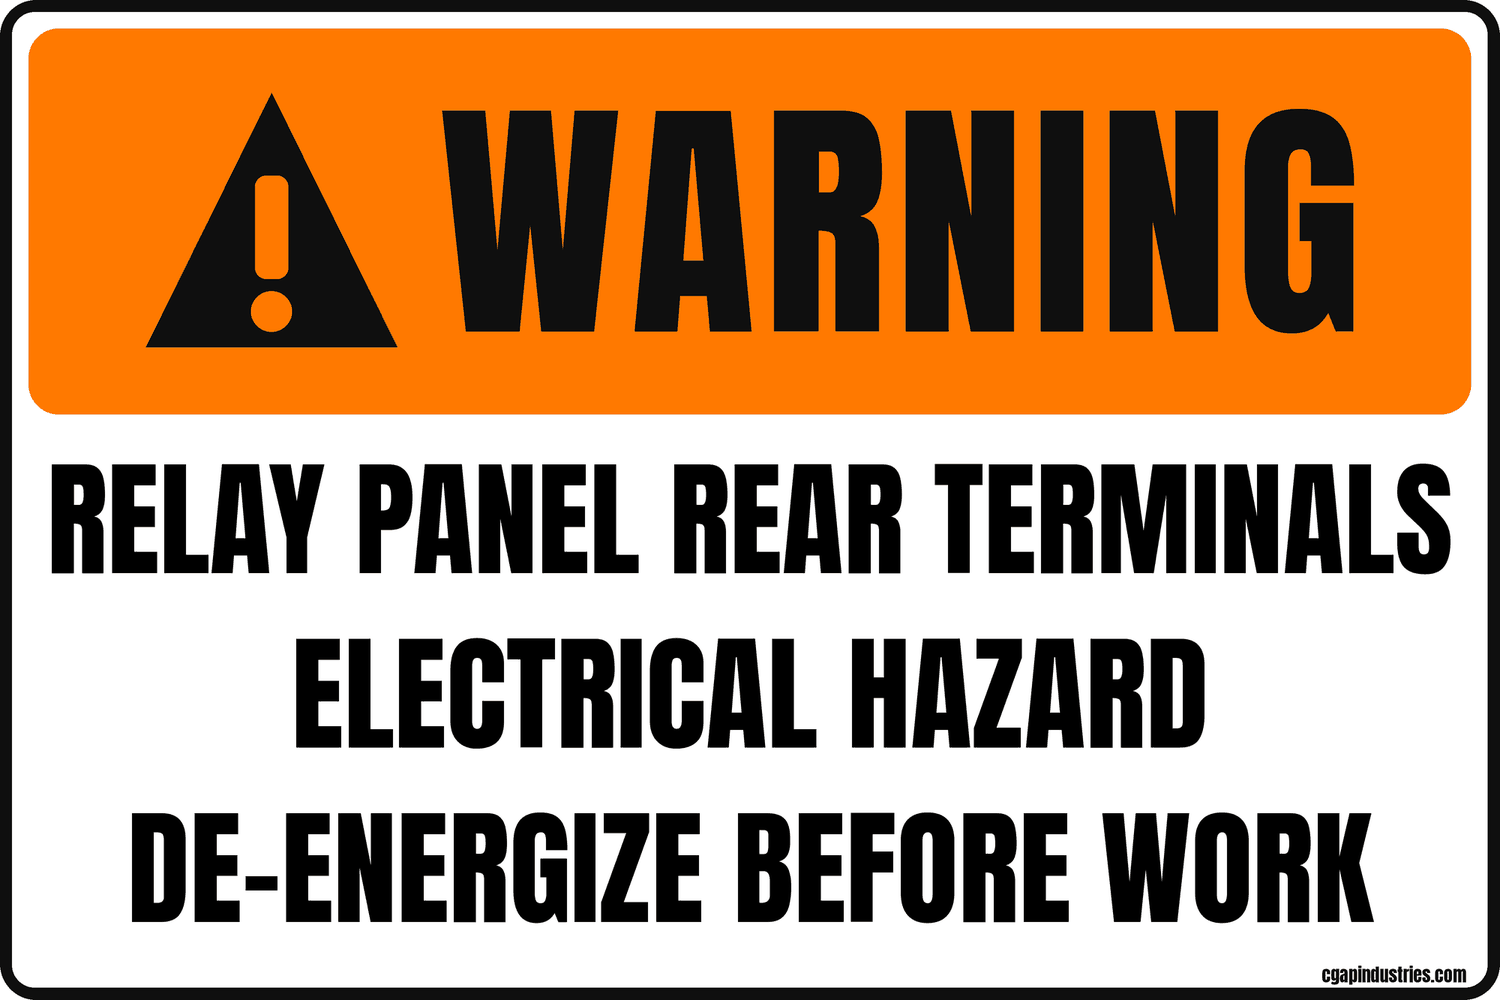 WARNING
RELAY PANEL REAR TERMINALS
ELECTRICAL HAZARD
DE-ENERGIZE BEFORE WORK
cgapindustries.com